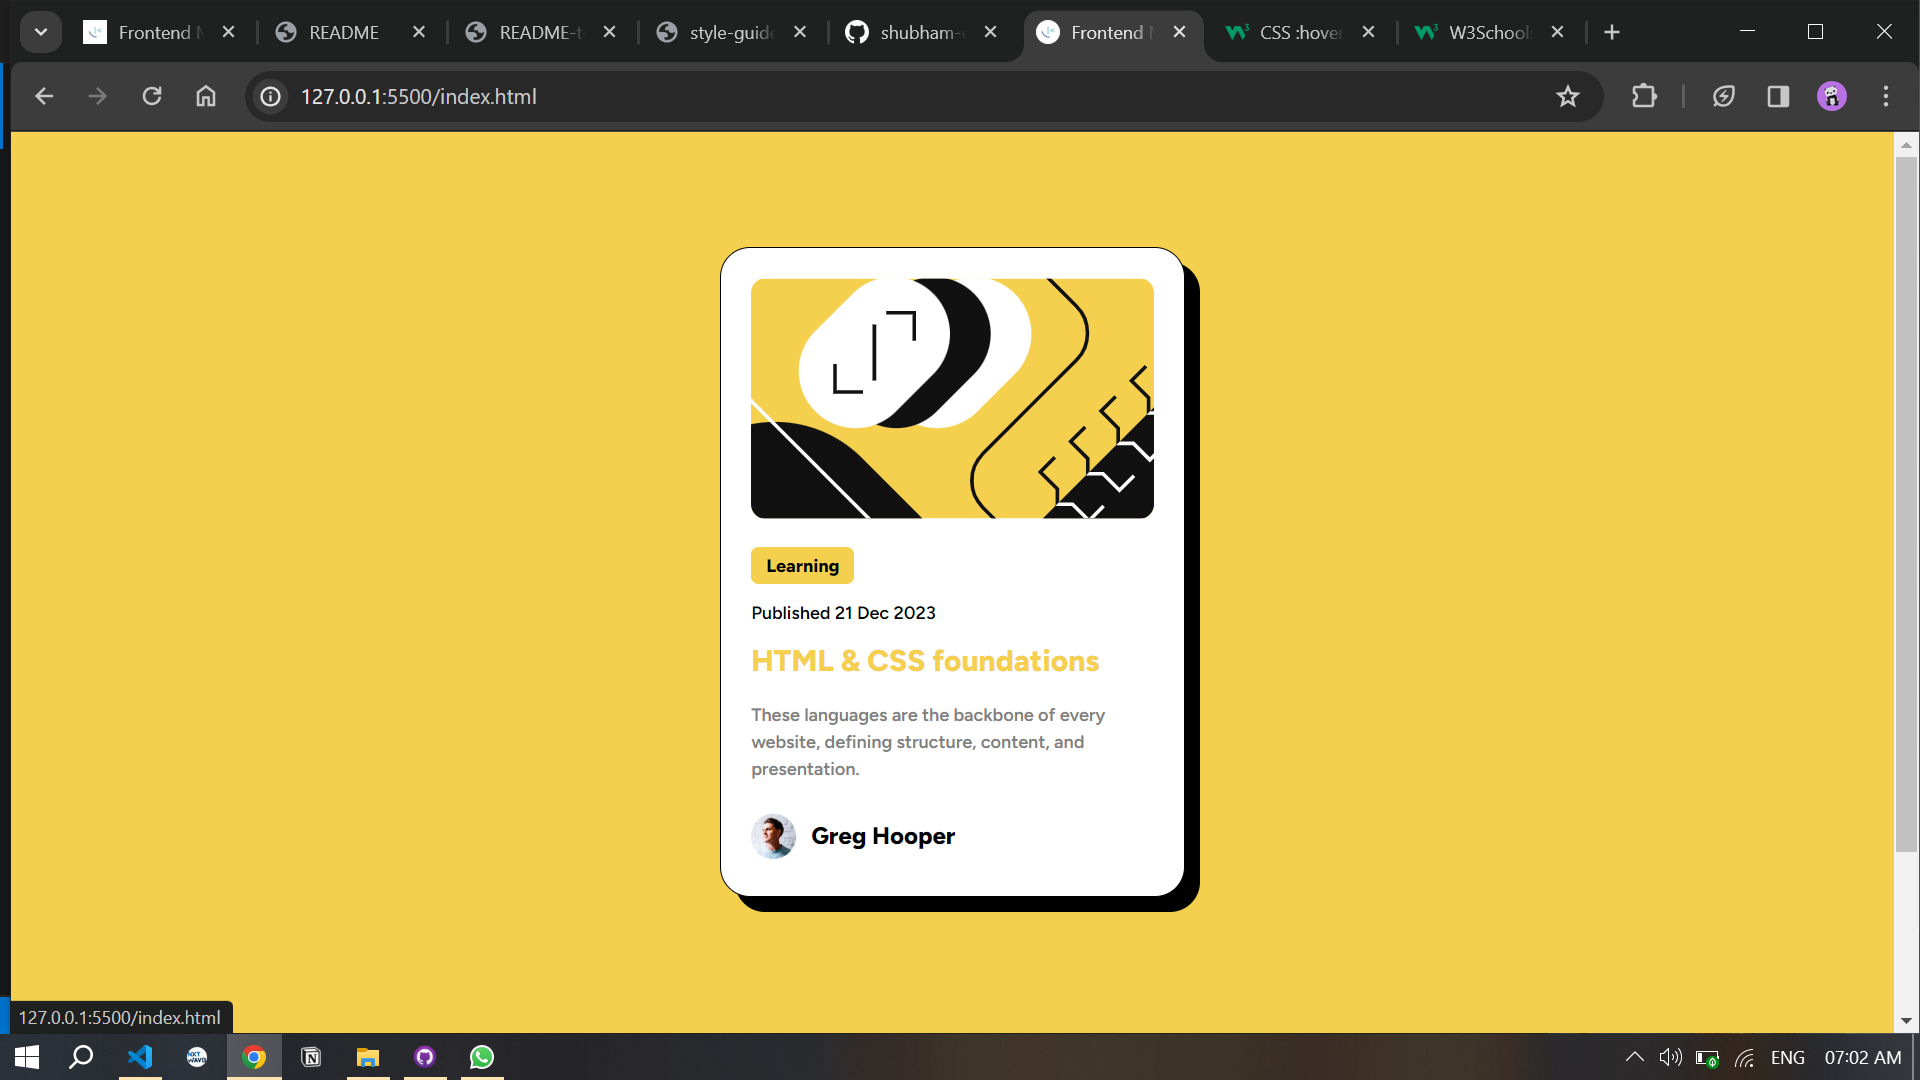 Frontend M
README
README-t
style-guide
shubham-
Frontend M
CSS :hover
W3School
127.0.0.1:5500/index.html
Learning
Published 21 Dec 2023
HTML & CSS foundations
These languages are the backbone of every
website, defining structure, content, and
presentation.
Greg Hooper
127.0.0.1:5500/index.html
ENG
07:02 AM